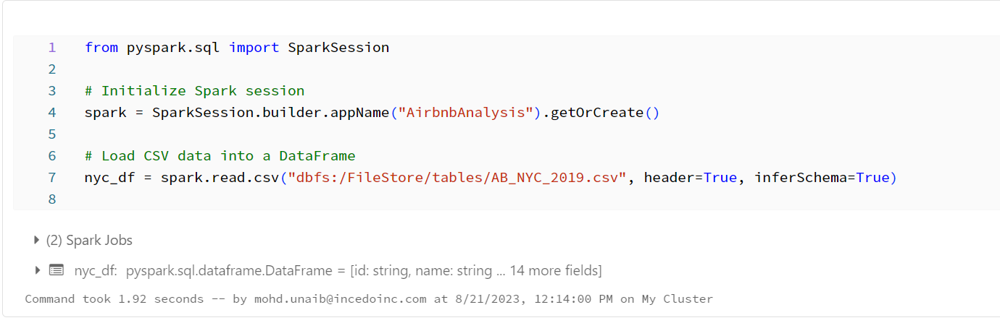 1 from pyspark.sql import SparkSession
2
3 # Initialize Spark session
4 spark = SparkSession.builder.appName("AirbnbAnalysis").getOrCreate()
5
6 # Load CSV data into a DataFrame
7 nyc_df = spark.read.csv("dbfs:/FileStore/tables/AB_NYC_2019.csv", header=True, inferSchema=True)
8
(2) Spark Jobs
nyc_df: pyspark.sql.dataframe.DataFrame = [id: string, name: string ... 14 more fields]
Command took 1.92 seconds -- by mohd.unaib@incedoinc.com at 8/21/2023, 12:14:00 PM on My Cluster